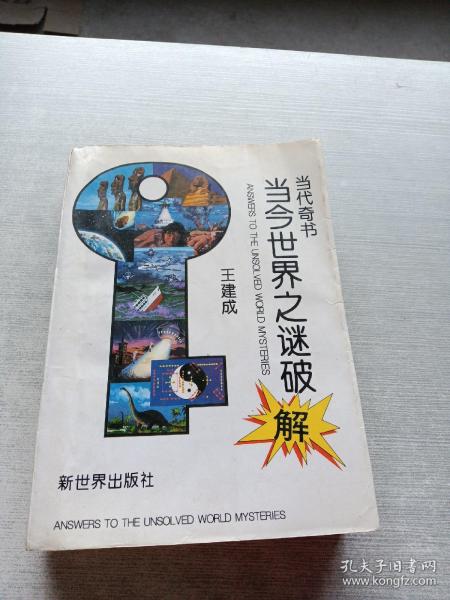 当代奇书
当今世界之谜破解
ANSWERS TO THE UNSOLVED WORLD MYSTERIES
王建成
新世界出版社
ANSWERS TO THE UNSOLVED WORLD MYSTERIES
孔夫子旧书网
www.kongfz.com